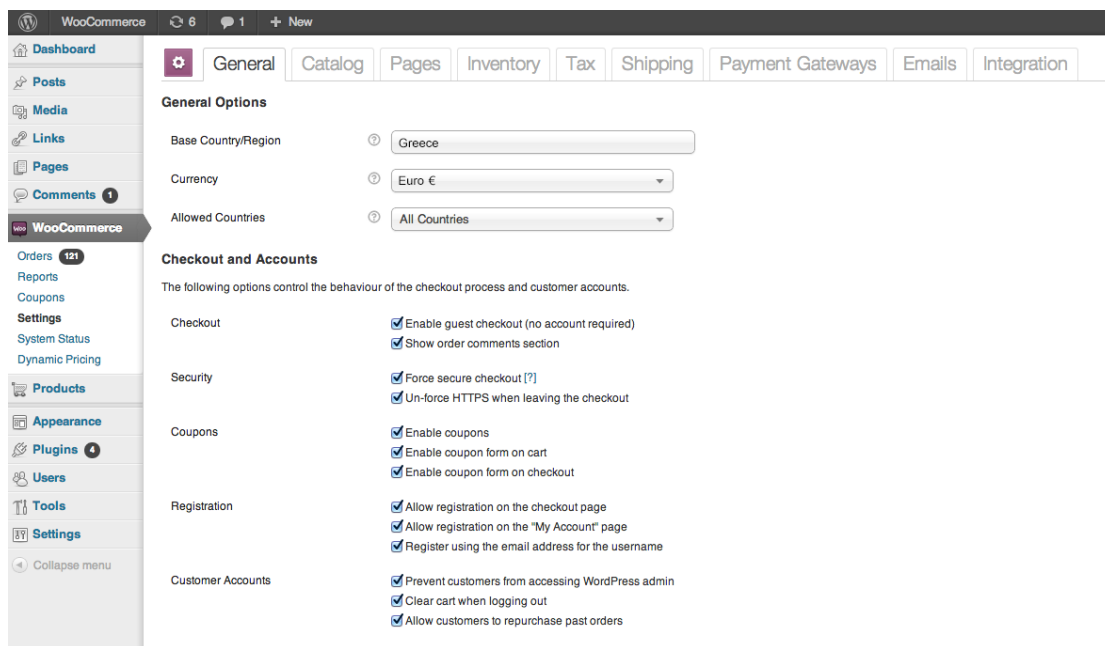 WooCommerce 6 1 + New
Dashboard
Posts
Media
Links
Pages
Comments 1
WooCommerce
Orders 121
Reports
Coupons
Settings
System Status
Dynamic Pricing
Products
Appearance
Plugins 4
Users
Tools
Settings
Collapse menu
General Catalog Pages Inventory Tax Shipping Payment Gateways Emails Integration
General Options
Base Country/Region ? Greece
Currency ? Euro €
Allowed Countries ? All Countries
Checkout and Accounts
The following options control the behaviour of the checkout process and customer accounts.
Checkout Enable guest checkout (no account required)
Show order comments section
Security Force secure checkout [?]
Un-force HTTPS when leaving the checkout
Coupons Enable coupons
Enable coupon form on cart
Enable coupon form on checkout
Registration Allow registration on the checkout page
Allow registration on the "My Account" page
Register using the email address for the username
Customer Accounts Prevent customers from accessing WordPress admin
Clear cart when logging out
Allow customers to repurchase past orders